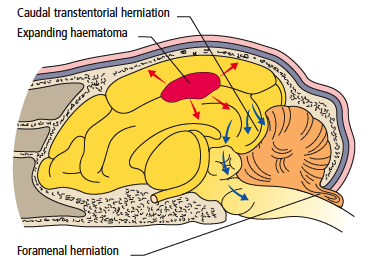 Caudal transtentorial herniation
Expanding haematoma
Foramenal herniation